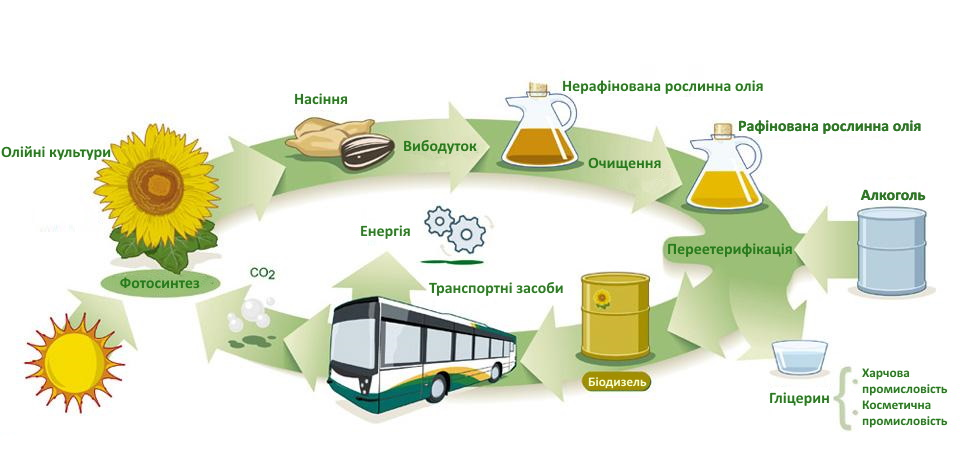 Насіння
Нерафінована рослинна олія
Рафінована рослинна олія
Олійні культури
Вибодуток
Очищення
Алкоголь
Енергія
Переетерифікація
CO2
Фотосинтез
Транспортні засоби
Біодизель
Гліцерин
Харчова
промисловість
Косметична
промисловість